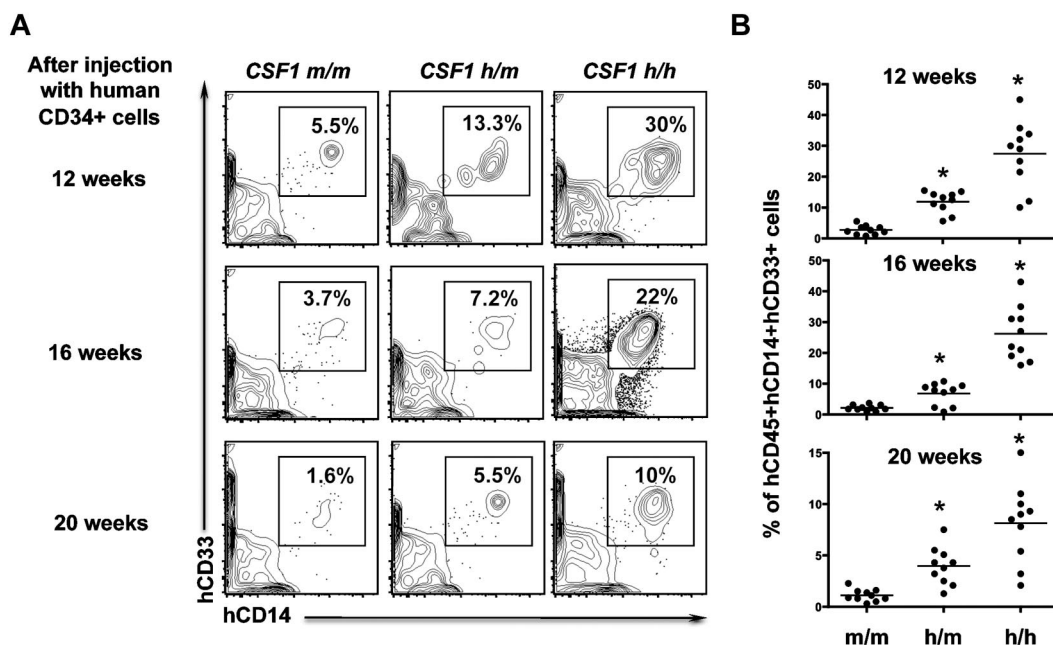 A
After injection
with human
CD34+ cells
CSF1 m/m
CSF1 h/m
CSF1 h/h
12 weeks
5.5%
13.3%
30%
16 weeks
3.7%
7.2%
22%
20 weeks
1.6%
5.5%
10%
hCD33
hCD14
B
% of hCD45+hCD14+hCD33+ cells
12 weeks
50
40
30
20
10
0
*
*
16 weeks
50
40
30
20
10
0
*
*
20 weeks
15
10
5
0
*
*
m/m
h/m
h/h